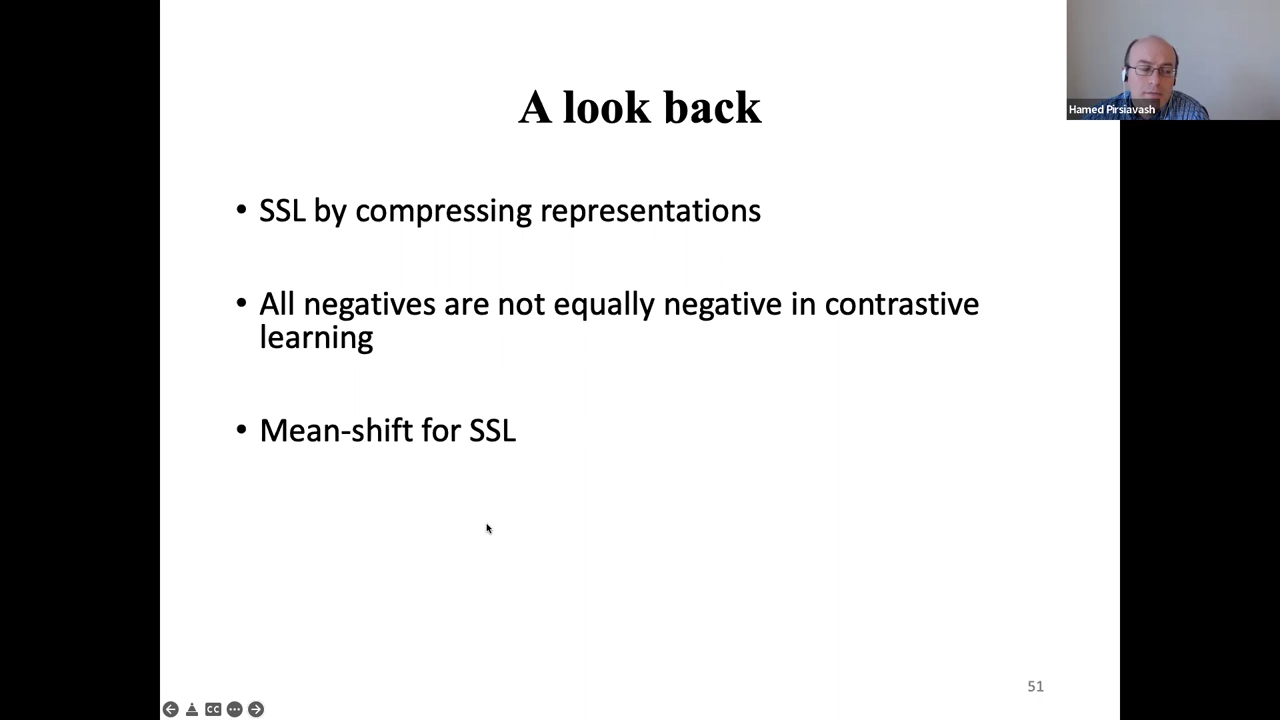 A look back
Hamed Pirsiavash
• SSL by compressing representations
• All negatives are not equally negative in contrastive
learning
• Mean-shift for SSL
51
CC